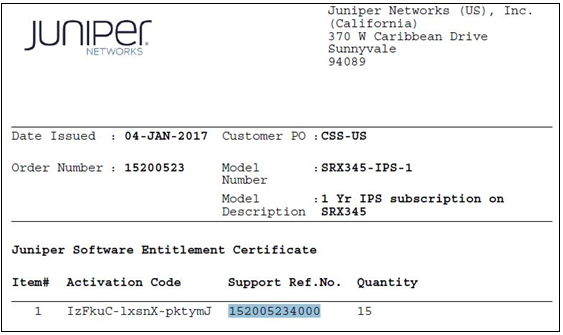 JUNIPER
NETWORKS
Juniper Networks (US), Inc.
(California)
370 W Caribbean Drive
Sunnyvale
94089
Date Issued : 04-JAN-2017 Customer PO :CSS-US
Order Number : 15200523 Model Number :SRX345-IPS-1
Model Description :1 Yr IPS subscription on SRX345
Juniper Software Entitlement Certificate
Item# Activation Code Support Ref.No. Quantity
1 IzFkuC-lxsnX-pktymJ 152005234000 15